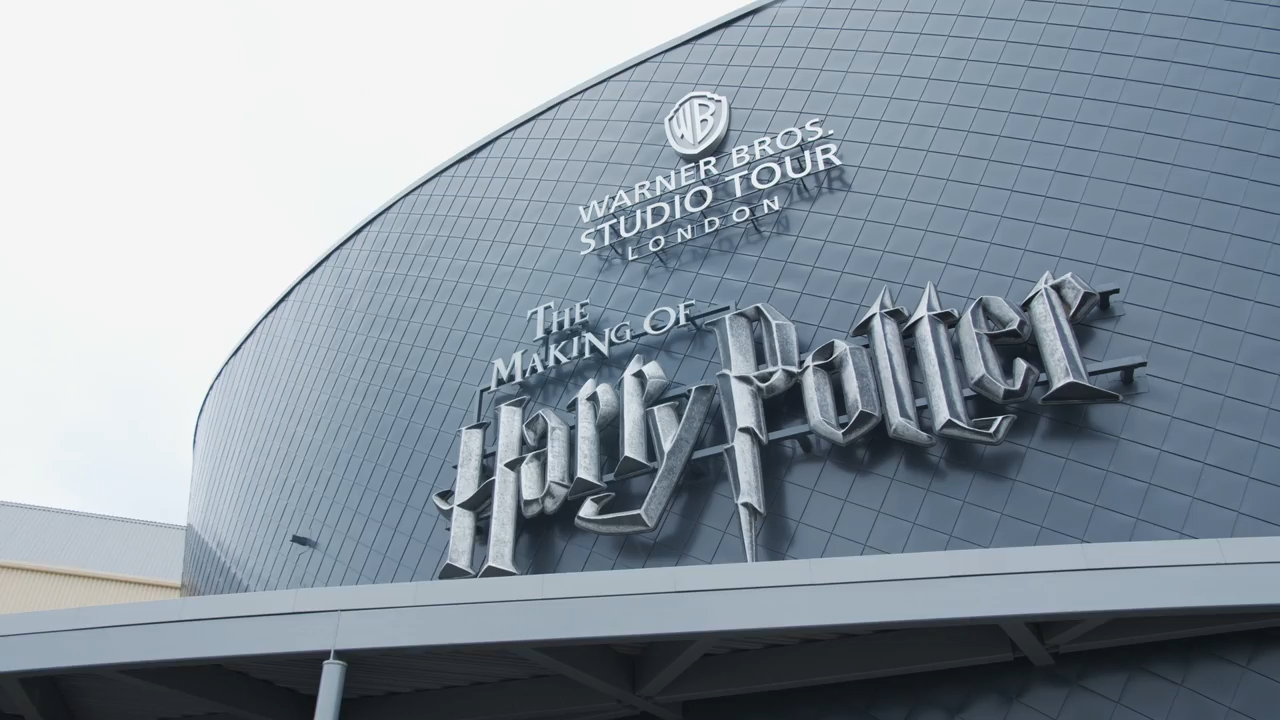 WB
WARNER BROS.
STUDIO TOUR
LONDON
THE
MAKING OF
Harry Potter